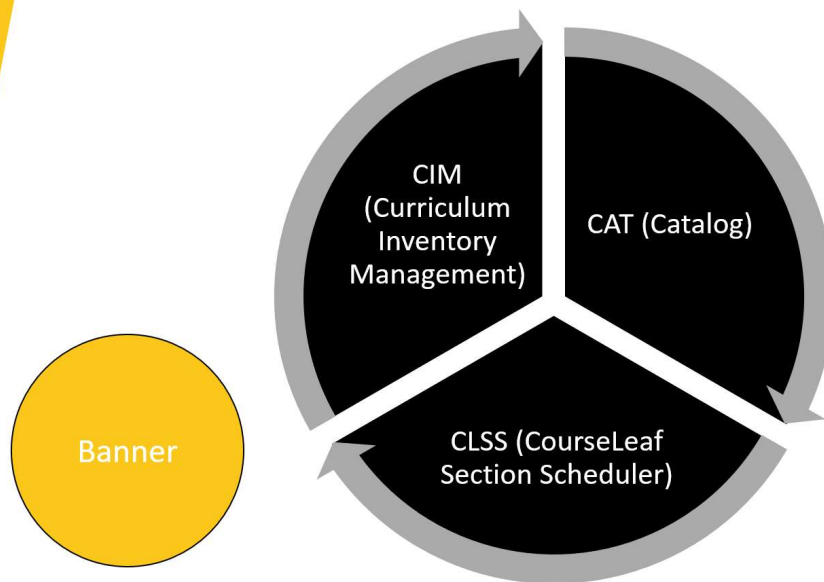 CIM
(Curriculum
Inventory
Management)
CAT (Catalog)
CLSS (CourseLeaf
Section Scheduler)
Banner